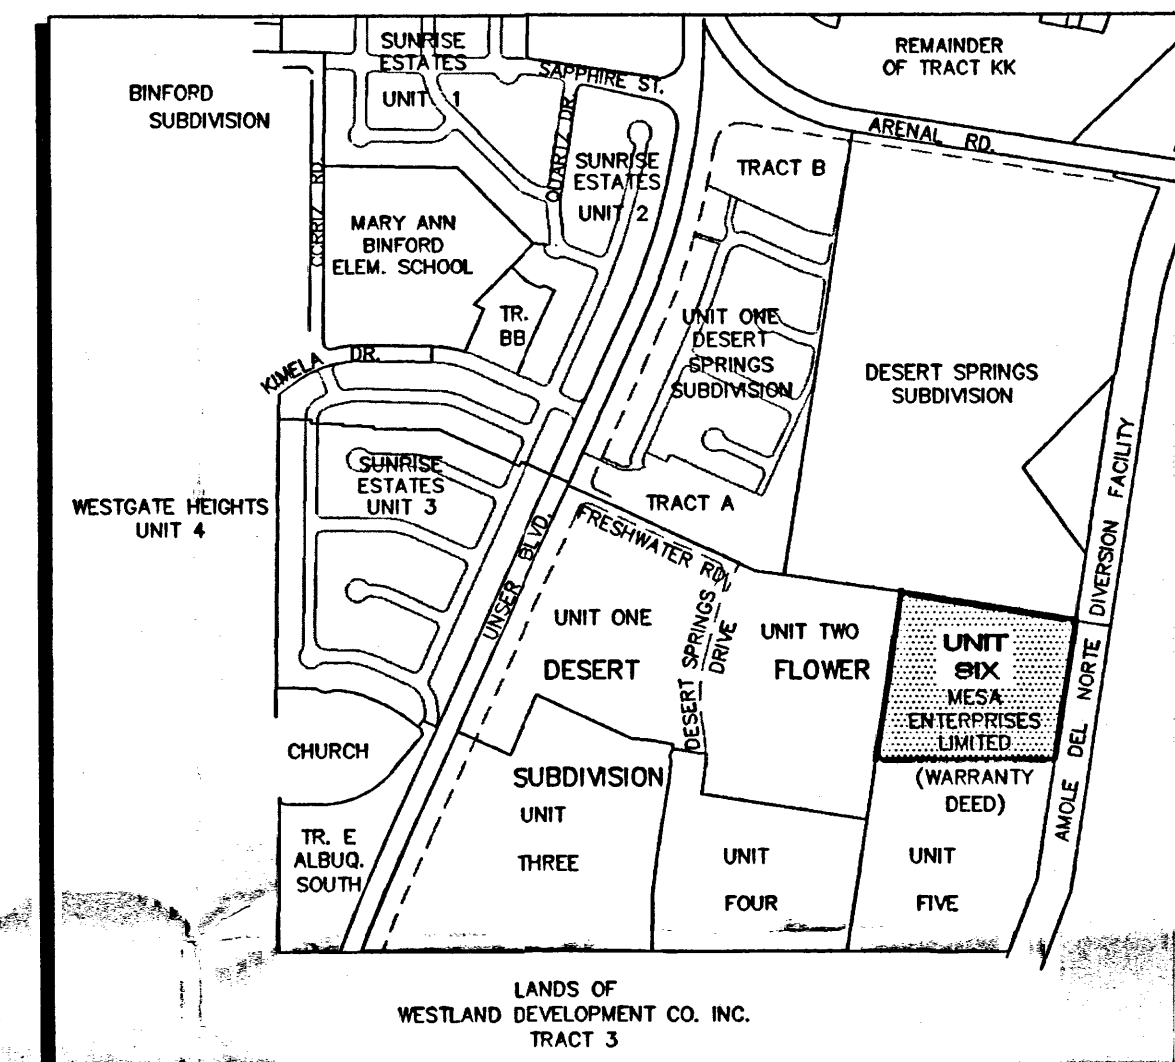 SUNRISE
ESTATES
UNIT 1
REMAINDER
OF TRACT KK
BINFORD
SUBDIVISION
SAPPHIRE ST.
QUARTZ DR.
ARENAL RD.
SUNRISE
ESTATES
UNIT 2
TRACT B
CORRIZ RD.
MARY ANN
BINFORD
ELEM. SCHOOL
TR.
BB
UNIT ONE
DESERT
SPRINGS
SUBDIVISION
KIMELA DR.
DESERT SPRINGS
SUBDIVISION
SUNRISE
ESTATES
UNIT 3
WESTGATE HEIGHTS
UNIT 4
TRACT A
UNSER BLVD.
FRESHWATER RD.
DESERT SPRINGS
DRIVE
UNIT ONE
DESERT
UNIT TWO
FLOWER
UNIT
SIX
MESA
ENTERPRISES
LIMITED
(WARRANTY
DEED)
AMOLE DEL NORTE DIVERSION FACILITY
CHURCH
SUBDIVISION
UNIT
THREE
TR. E
ALBUQ.
SOUTH
UNIT
FOUR
UNIT
FIVE
LANDS OF
WESTLAND DEVELOPMENT CO. INC.
TRACT 3